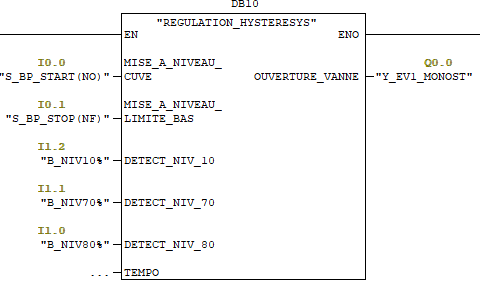 DB10
"REGULATION_HYSTERESYS"
EN ENO
I0.0 MISE_A_NIVEAU_ Q0.0
"S_BP_START(NO)" CUVE OUVERTURE_VANNE "Y_EV1_MONOST"
I0.1 MISE_A_NIVEAU_
"S_BP_STOP(NF)" LIMITE_BAS
I1.2
"B_NIV10%" DETECT_NIV_10
I1.1
"B_NIV70%" DETECT_NIV_70
I1.0
"B_NIV80%" DETECT_NIV_80
... TEMPO